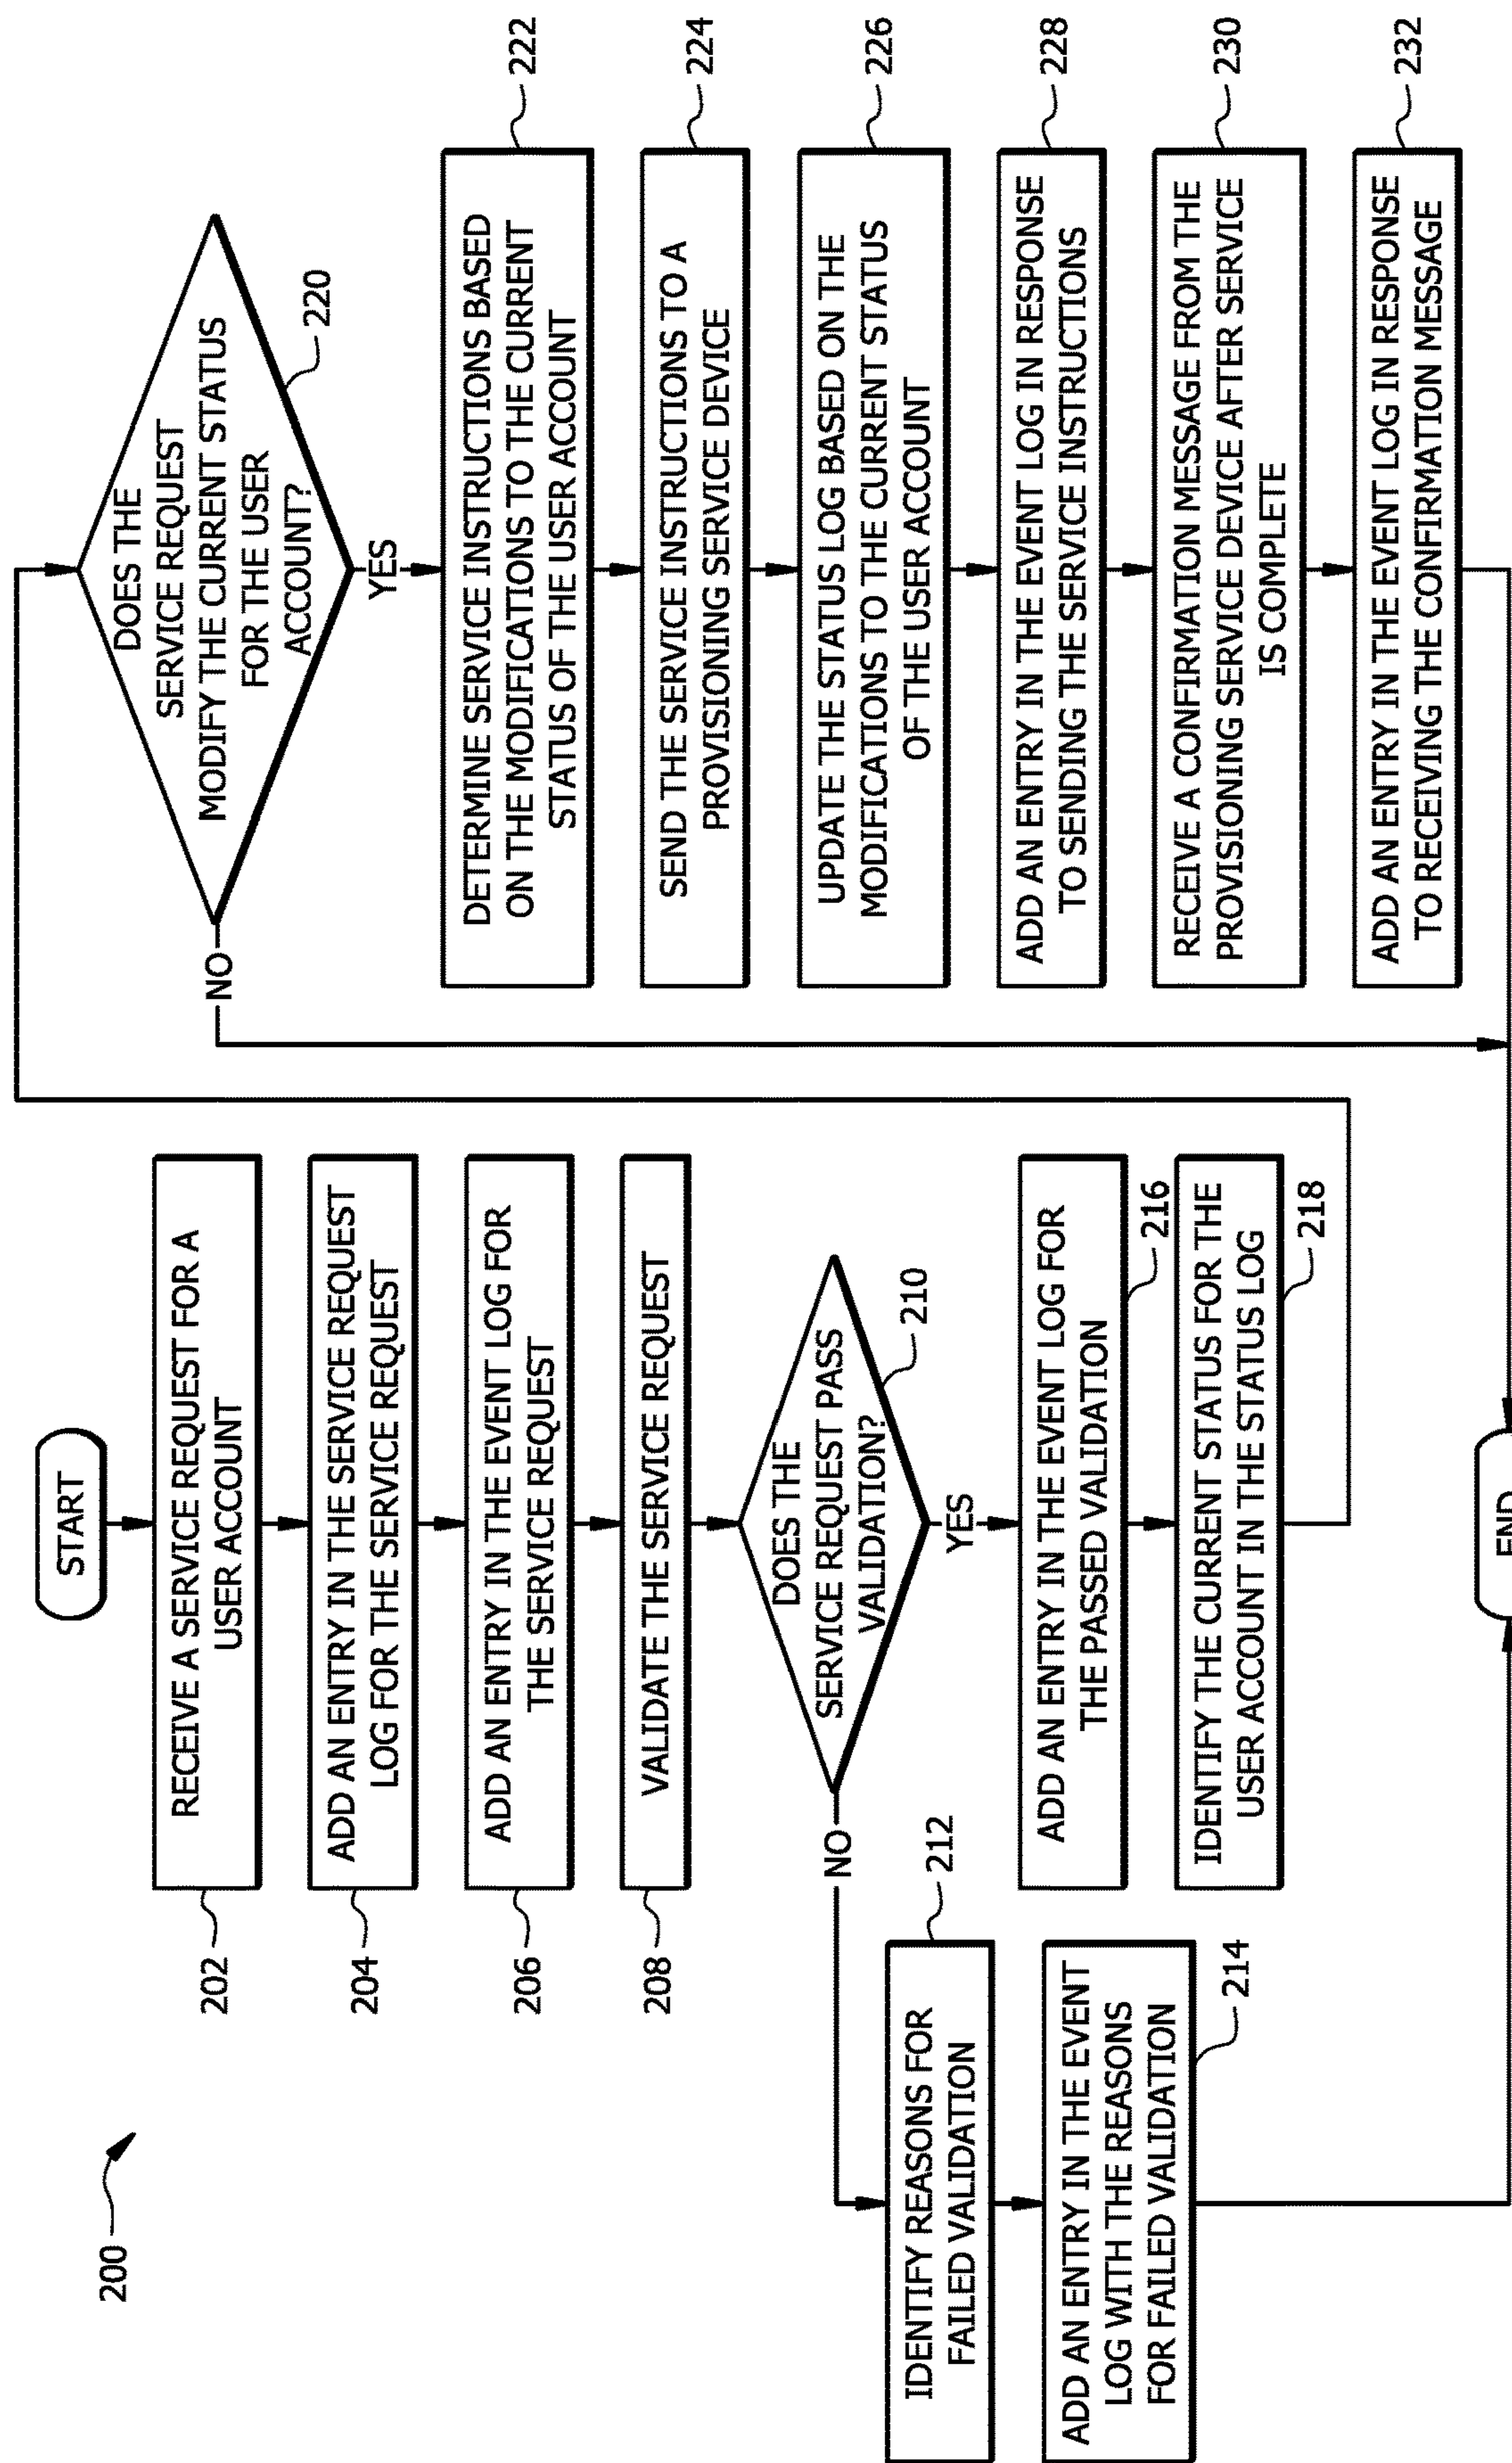 200
START
RECEIVE A SERVICE REQUEST FOR A
USER ACCOUNT
202
ADD AN ENTRY IN THE SERVICE REQUEST
LOG FOR THE SERVICE REQUEST
204
ADD AN ENTRY IN THE EVENT LOG FOR
THE SERVICE REQUEST
206
VALIDATE THE SERVICE REQUEST
208
DOES THE
SERVICE REQUEST PASS
VALIDATION?
210
NO
YES
212
IDENTIFY REASONS FOR
FAILED VALIDATION
ADD AN ENTRY IN THE EVENT
LOG WITH THE REASONS
FOR FAILED VALIDATION
214
ADD AN ENTRY IN THE EVENT LOG FOR
THE PASSED VALIDATION
216
IDENTIFY THE CURRENT STATUS FOR THE
USER ACCOUNT IN THE STATUS LOG
218
DOES THE
SERVICE REQUEST
MODIFY THE CURRENT STATUS
FOR THE USER
ACCOUNT?
220
NO
YES
DETERMINE SERVICE INSTRUCTIONS BASED
ON THE MODIFICATIONS TO THE CURRENT
STATUS OF THE USER ACCOUNT
222
SEND THE SERVICE INSTRUCTIONS TO A
PROVISIONING SERVICE DEVICE
224
UPDATE THE STATUS LOG BASED ON THE
MODIFICATIONS TO THE CURRENT STATUS
OF THE USER ACCOUNT
226
ADD AN ENTRY IN THE EVENT LOG IN RESPONSE
TO SENDING THE SERVICE INSTRUCTIONS
228
RECEIVE A CONFIRMATION MESSAGE FROM THE
PROVISIONING SERVICE DEVICE AFTER SERVICE
IS COMPLETE
230
ADD AN ENTRY IN THE EVENT LOG IN RESPONSE
TO RECEIVING THE CONFIRMATION MESSAGE
232
END